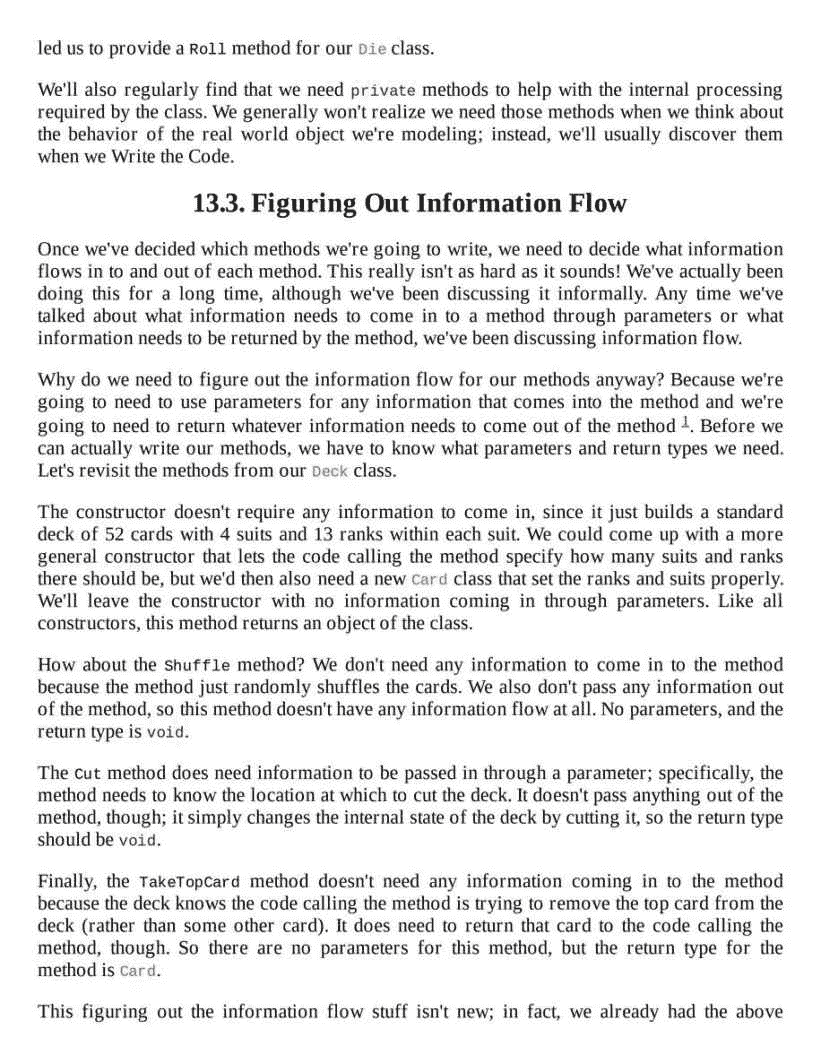 led us to provide a Roll method for our Die class.
We'll also regularly find that we need private methods to help with the internal processing
required by the class. We generally won't realize we need those methods when we think about
the behavior of the real world object we're modeling; instead, we'll usually discover them
when we Write the Code.
13.3. Figuring Out Information Flow
Once we've decided which methods we're going to write, we need to decide what information
flows in to and out of each method. This really isn't as hard as it sounds! We've actually been
doing this for a long time, although we've been discussing it informally. Any time we've
talked about what information needs to come in to a method through parameters or what
information needs to be returned by the method, we've been discussing information flow.
Why do we need to figure out the information flow for our methods anyway? Because we're
going to need to use parameters for any information that comes into the method and we're
going to need to return whatever information needs to come out of the method 1. Before we
can actually write our methods, we have to know what parameters and return types we need.
Let's revisit the methods from our Deck class.
The constructor doesn't require any information to come in, since it just builds a standard
deck of 52 cards with 4 suits and 13 ranks within each suit. We could come up with a more
general constructor that lets the code calling the method specify how many suits and ranks
there should be, but we'd then also need a new Card class that set the ranks and suits properly.
We'll leave the constructor with no information coming in through parameters. Like all
constructors, this method returns an object of the class.
How about the Shuffle method? We don't need any information to come in to the method
because the method just randomly shuffles the cards. We also don't pass any information out
of the method, so this method doesn't have any information flow at all. No parameters, and the
return type is void.
The Cut method does need information to be passed in through a parameter; specifically, the
method needs to know the location at which to cut the deck. It doesn't pass anything out of the
method, though; it simply changes the internal state of the deck by cutting it, so the return type
should be void.
Finally, the TakeTopCard method doesn't need any information coming in to the method
because the deck knows the code calling the method is trying to remove the top card from the
deck (rather than some other card). It does need to return that card to the code calling the
method, though. So there are no parameters for this method, but the return type for the
method is Card.
This figuring out the information flow stuff isn't new; in fact, we already had the above